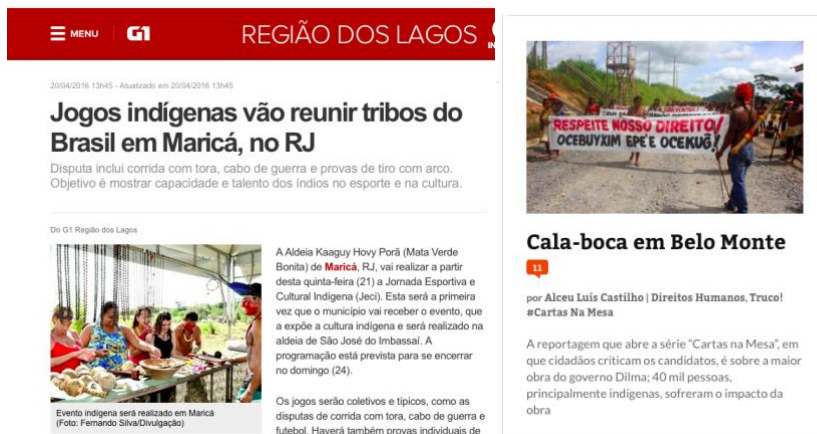 MENU
G1
REGIÃO DOS LAGOS
20/04/2016 13h45 - Atualizado em 20/04/2016 13h45
Jogos indígenas vão reunir tribos do
Brasil em Maricá, no RJ
Disputa inclui corrida com tora, cabo de guerra e provas de tiro com arco.
Objetivo é mostrar capacidade e talento dos índios no esporte e na cultura.
Do G1 Região dos Lagos
Evento indígena será realizado em Maricá
(Foto: Fernando Silva/Divulgação)
A Aldeia Kaaguy Hovy Porã (Mata Verde
Bonita) de Maricá, RJ, vai realizar a partir
desta quinta-feira (21) a Jornada Esportiva e
Cultural Indígena (Jeci). Esta será a primeira
vez que o município vai receber o evento, que
a expõe a cultura indígena e será realizado na
aldeia de São José do Imbassaí. A
programação está prevista para se encerrar
no domingo (24).
Os jogos serão coletivos e típicos, como as
disputas de corrida com tora, cabo de guerra e
futebol. Haverá também provas individuais de
RESPEITE NOSSO DIREITO!
OCEBUYXIM EPE'E OCEKUĞ!
Cala-boca em Belo Monte
11
por Alceu Luís Castilho | Direitos Humanos, Truco!
#Cartas Na Mesa
A reportagem que abre a série "Cartas na Mesa", em
que cidadãos criticam os candidatos, é sobre a maior
obra do governo Dilma; 40 mil pessoas,
principalmente indígenas, sofreram o impacto da
obra